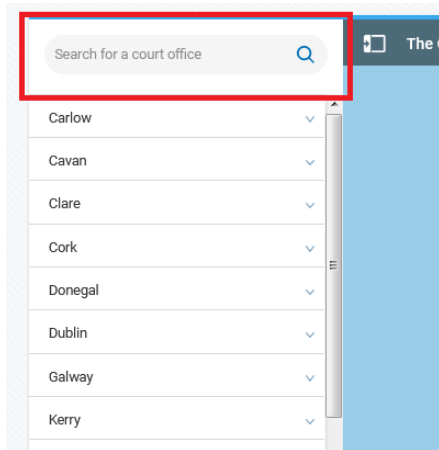 Search for a court office
The
Carlow
Cavan
Clare
Cork
Donegal
Dublin
Galway
Kerry